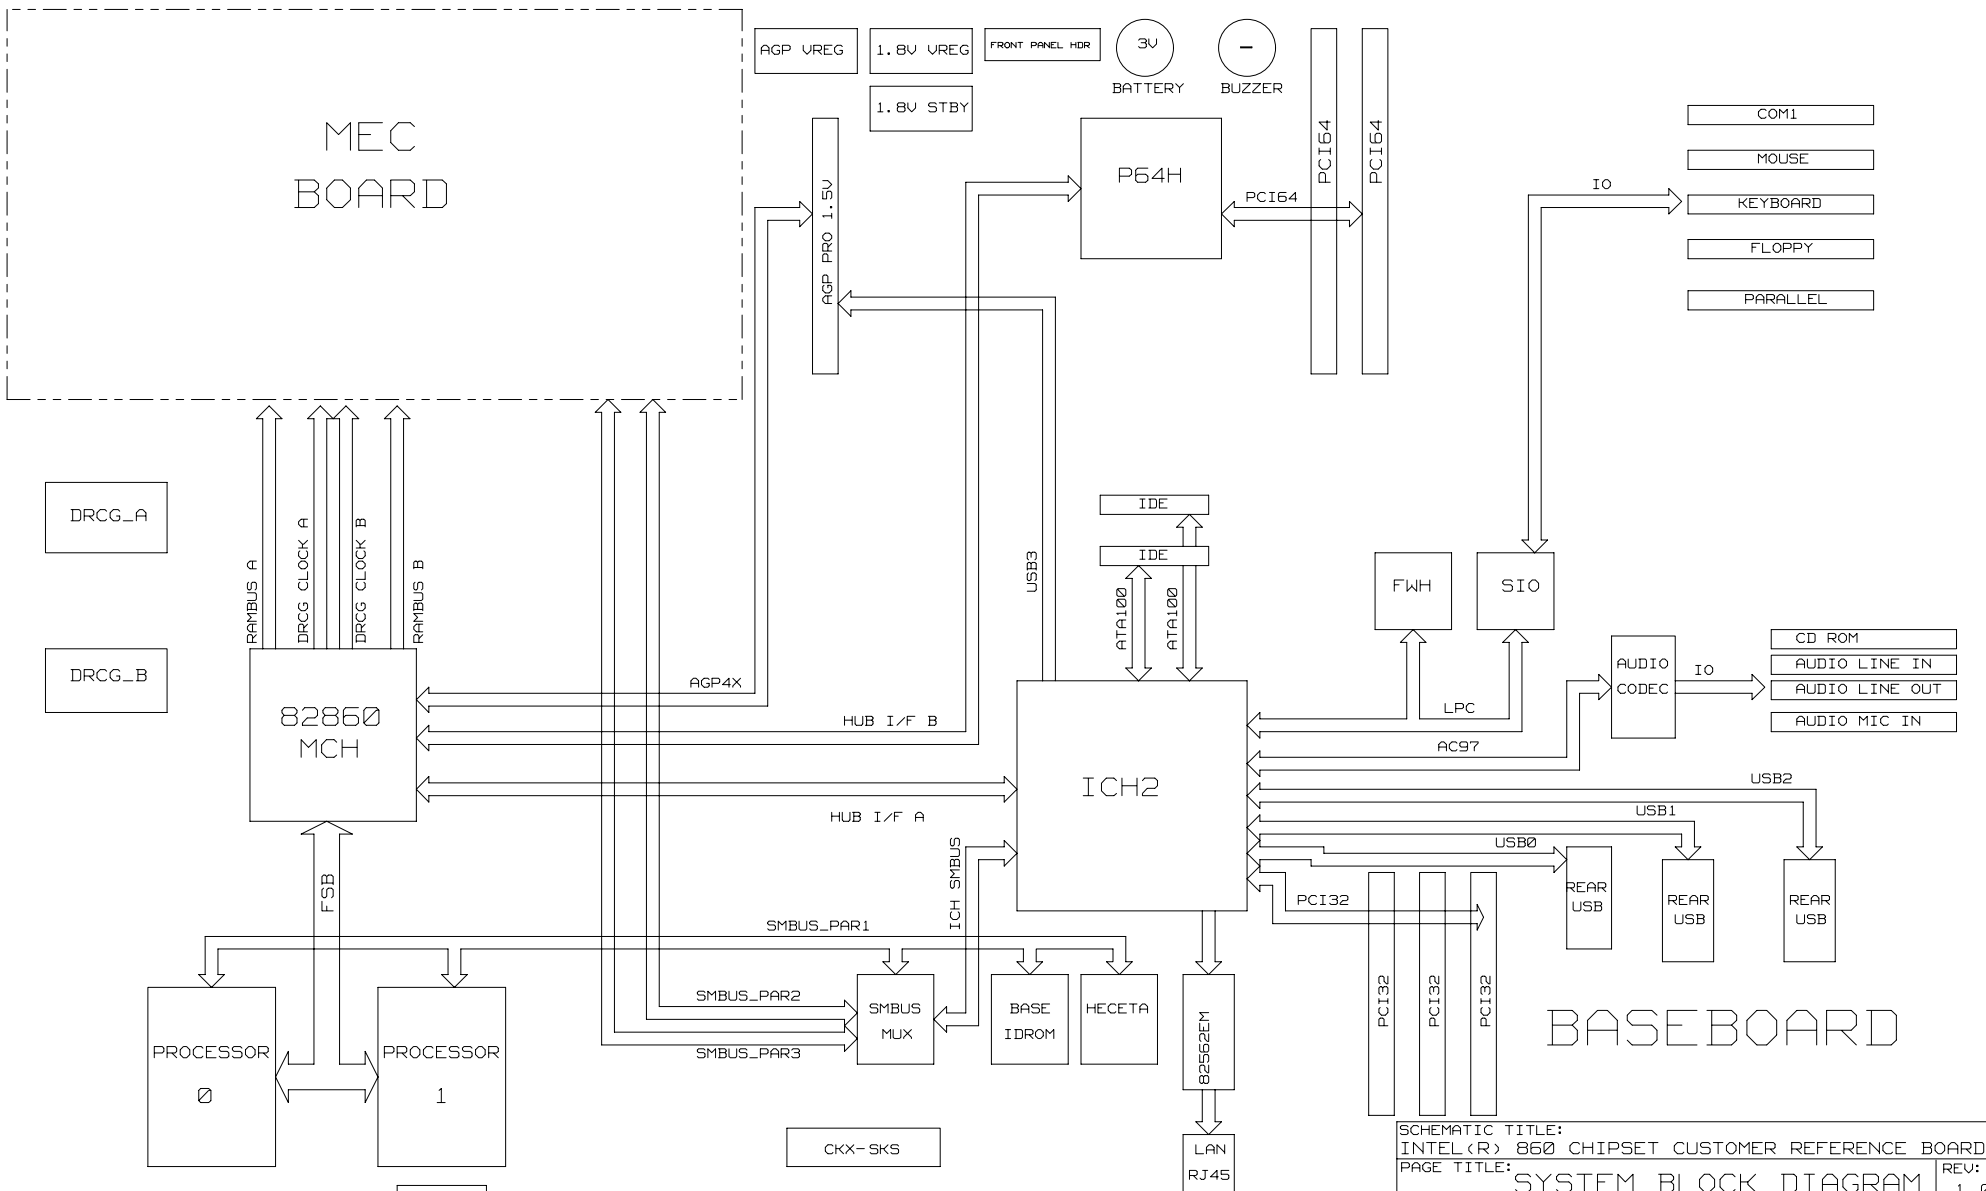 MEC
BOARD
AGP VREG
1.8V VREG
FRONT PANEL HDR
3V
BATTERY
-
BUZZER
1.8V STBY
AGP PRO 1.5V
P64H
PCI64
PCI64
PCI64
COM1
MOUSE
IO
KEYBOARD
FLOPPY
PARALLEL
DRCG_A
DRCG_B
RAMBUS A
DRCG CLOCK A
DRCG CLOCK B
RAMBUS B
82860
MCH
AGP4X
HUB I/F B
HUB I/F A
USB3
IDE
IDE
ATA100
ATA100
FWH
SIO
LPC
AC97
AUDIO
CODEC
IO
CD ROM
AUDIO LINE IN
AUDIO LINE OUT
AUDIO MIC IN
ICH2
USB2
USB1
USB0
REAR
USB
REAR
USB
REAR
USB
PCI32
PCI32
PCI32
PCI32
FSB
ICH SMBUS
SMBUS_PAR1
SMBUS_PAR2
SMBUS_PAR3
PROCESSOR
0
PROCESSOR
1
SMBUS
MUX
BASE
IDROM
HECETA
82562EM
LAN
RJ45
CKX-SKS
BASEBOARD
SCHEMATIC TITLE:
INTEL(R) 860 CHIPSET CUSTOMER REFERENCE BOARD
PAGE TITLE:
SYSTEM BLOCK DIAGRAM
REV: